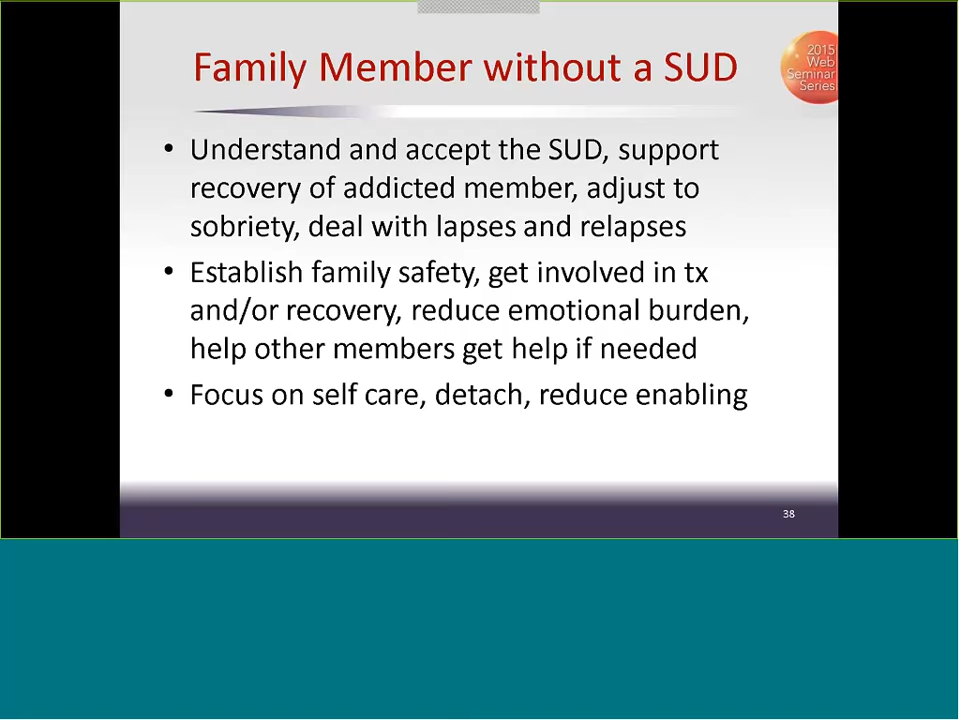 Family Member without a SUD
2015
Web
Seminar
Series
• Understand and accept the SUD, support
recovery of addicted member, adjust to
sobriety, deal with lapses and relapses
• Establish family safety, get involved in tx
and/or recovery, reduce emotional burden,
help other members get help if needed
• Focus on self care, detach, reduce enabling
38